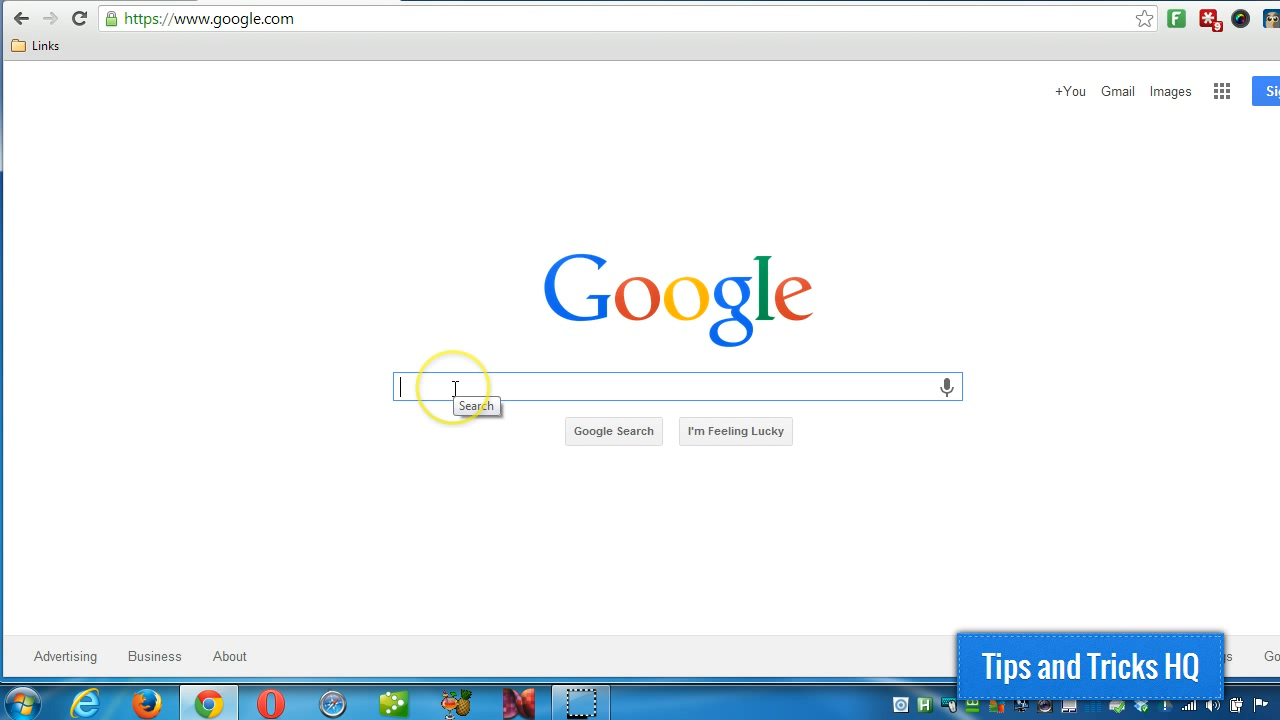 https://www.google.com
9
Links
+You Gmail Images
Google
Search
Google Search I'm Feeling Lucky
Advertising Business About
Tips and Tricks HQ